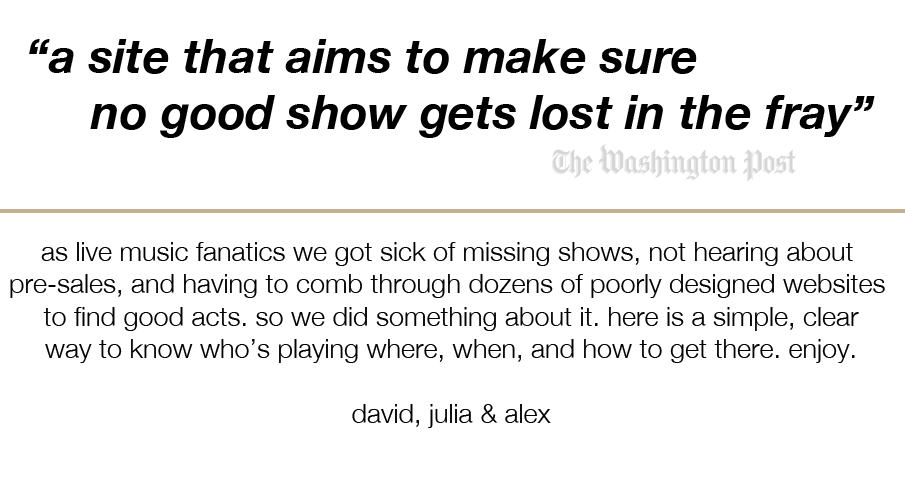 “a site that aims to make sure
no good show gets lost in the fray”
The Washington Post
as live music fanatics we got sick of missing shows, not hearing about
pre-sales, and having to comb through dozens of poorly designed websites
to find good acts. so we did something about it. here is a simple, clear
way to know who’s playing where, when, and how to get there. enjoy.
david, julia & alex